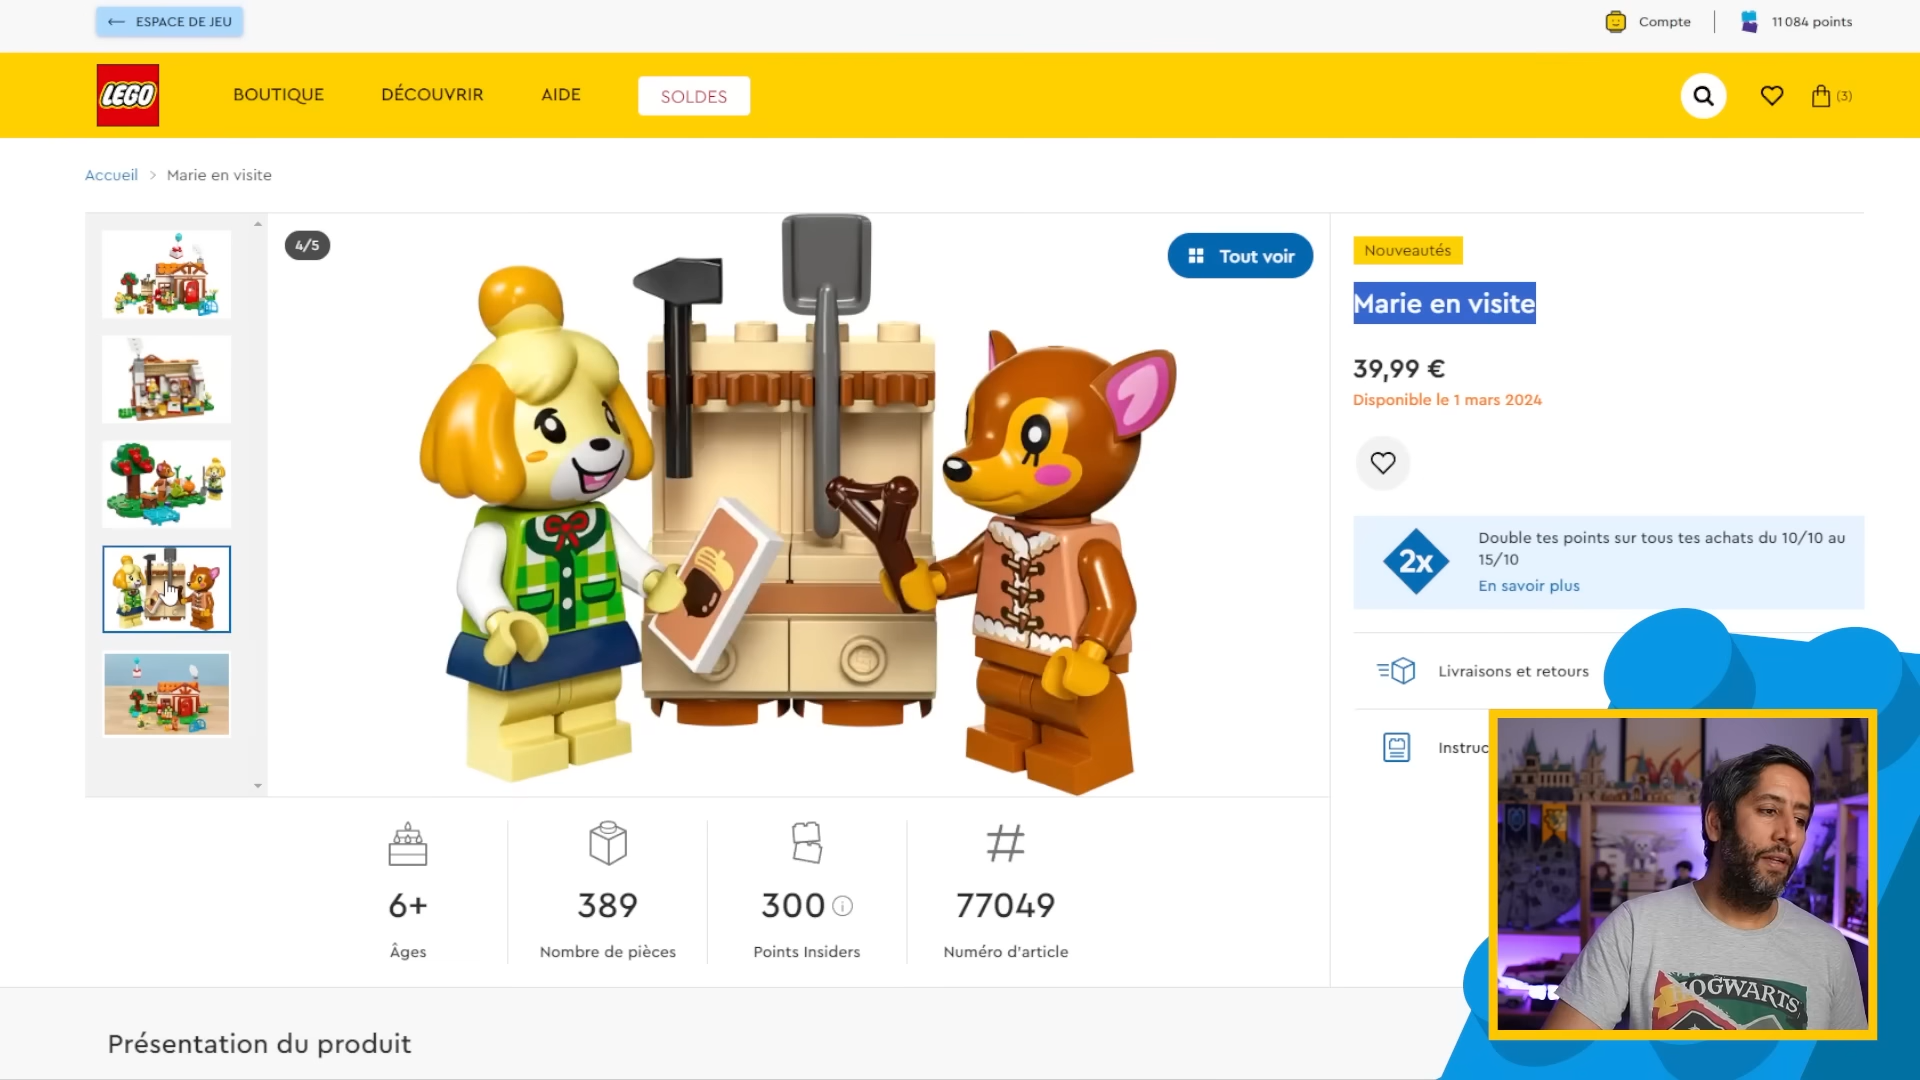 ESPACE DE JEU
Compte
11 084 points
LEGO
BOUTIQUE
DÉCOUVRIR
AIDE
SOLDES
(3)
Accueil
Marie en visite
4/5
Tout voir
Nouveautés
Marie en visite
39,99 €
Disponible le 1 mars 2024
2x
Double tes points sur tous tes achats du 10/10 au
15/10
En savoir plus
Livraisons et retours
Instruc
6+
Âges
389
Nombre de pièces
300
Points Insiders
77049
Numéro d'article
HOGWARTS
Présentation du produit